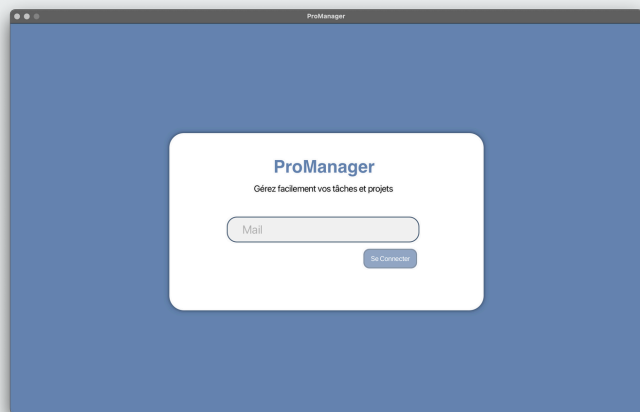 ProManager
ProManager
Gérez facilement vos tâches et projets
Mail
Se Connecter